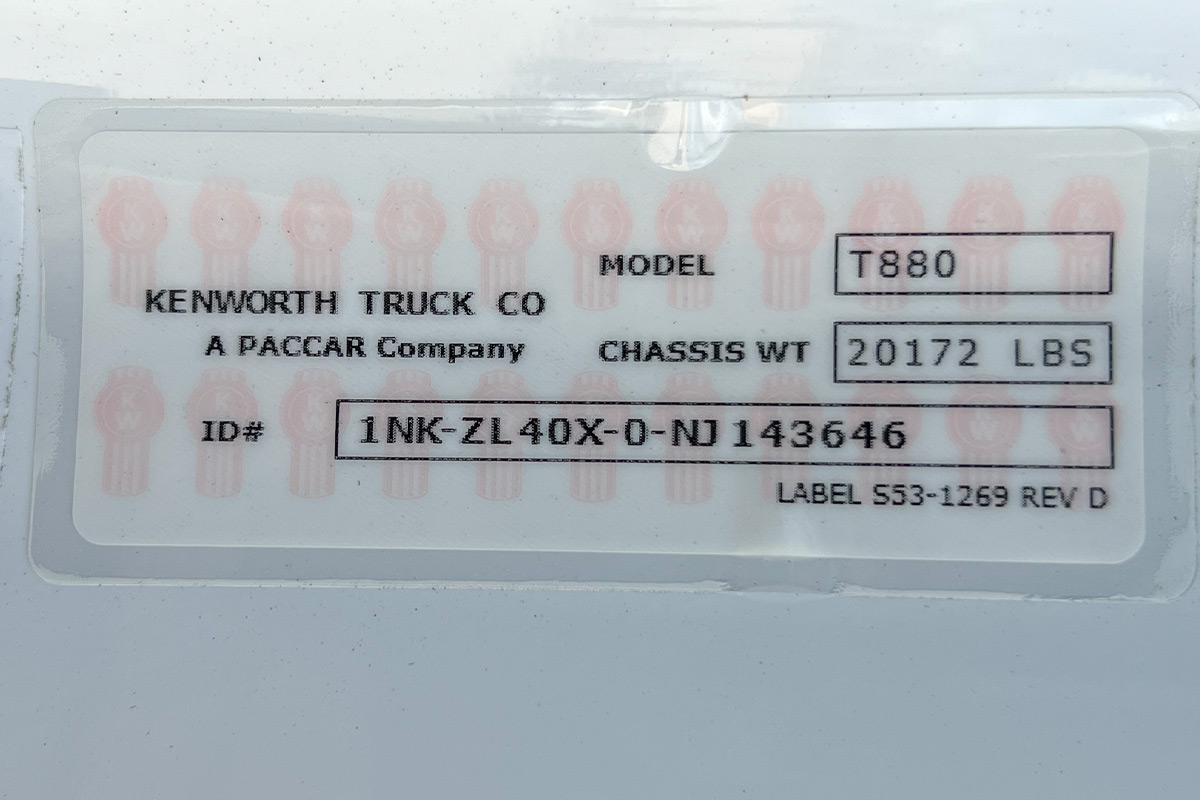 MODEL T880
KENWORTH TRUCK CO
A PACCAR Company CHASSIS WT 20172 LBS
ID# 1NK-ZL40X-0-NJ143646
LABEL S53-1269 REV D